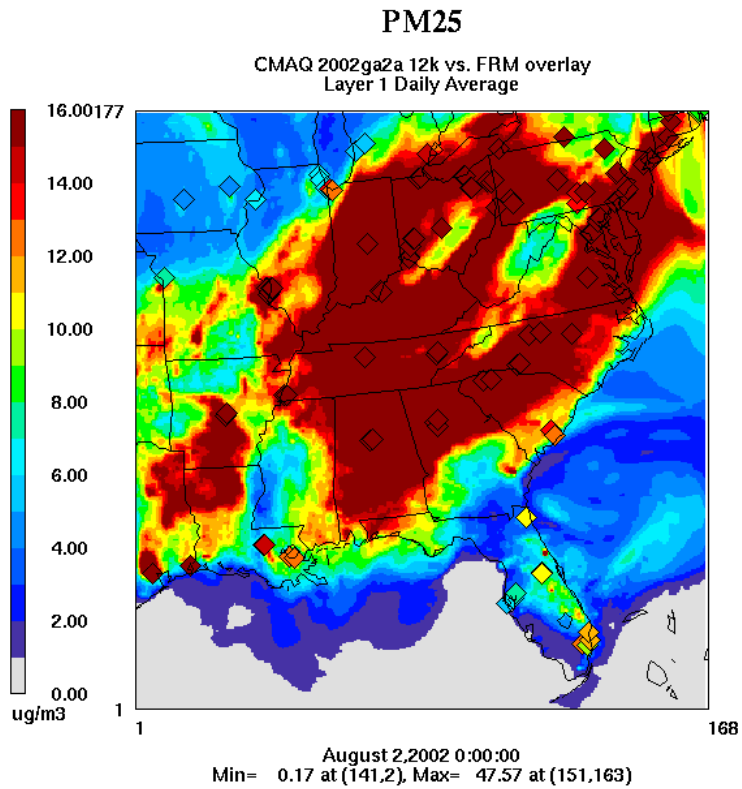 PM25
CMAQ 2002ga2a 12k vs. FRM overlay
Layer 1 Daily Average
16.00
14.00
12.00
10.00
8.00
6.00
4.00
2.00
0.00
ug/m3
177
1
1
168
August 2,2002 0:00:00
Min= 0.17 at (141,2), Max= 47.57 at (151,163)